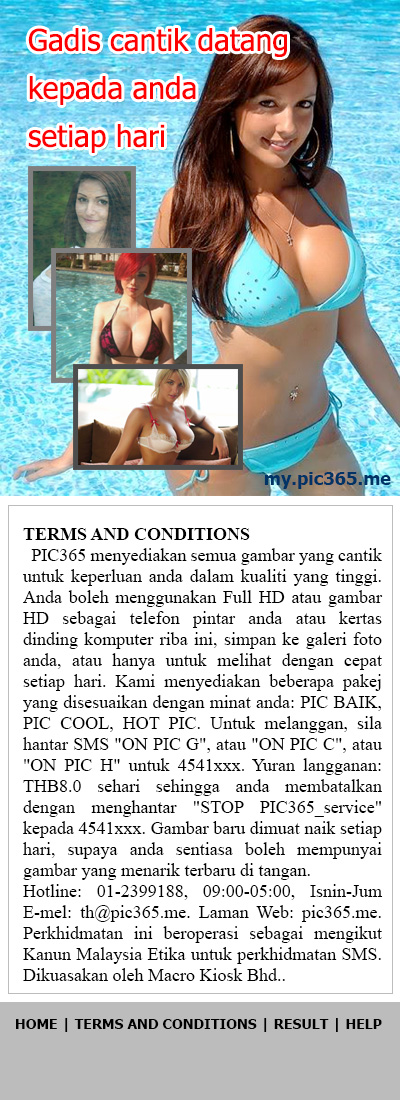 Gadis cantik datang
kepada anda
setiap hari
my.pic365.me
TERMS AND CONDITIONS
PIC365 menyediakan semua gambar yang cantik
untuk keperluan anda dalam kualiti yang tinggi.
Anda boleh menggunakan Full HD atau gambar
HD sebagai telefon pintar anda atau kertas
dinding komputer riba ini, simpan ke galeri foto
anda, atau hanya untuk melihat dengan cepat
setiap hari. Kami menyediakan beberapa pakej
yang disesuaikan dengan minat anda: PIC BAIK,
PIC COOL, HOT PIC. Untuk melanggan, sila
hantar SMS "ON PIC G", atau "ON PIC C", atau
"ON PIC H" untuk 4541xxx. Yuran langganan:
THB8.0 sehari sehingga anda membatalkan
dengan menghantar "STOP PIC365_service"
kepada 4541xxx. Gambar baru dimuat naik setiap
hari, supaya anda sentiasa boleh mempunyai
gambar yang menarik terbaru di tangan.
Hotline: 01-2399188, 09:00-05:00, Isnin-Jum
E-mel: th@pic365.me. Laman Web: pic365.me.
Perkhidmatan ini beroperasi sebagai mengikut
Kanun Malaysia Etika untuk perkhidmatan SMS.
Dikuasakan oleh Macro Kiosk Bhd..
HOME | TERMS AND CONDITIONS | RESULT | HELP